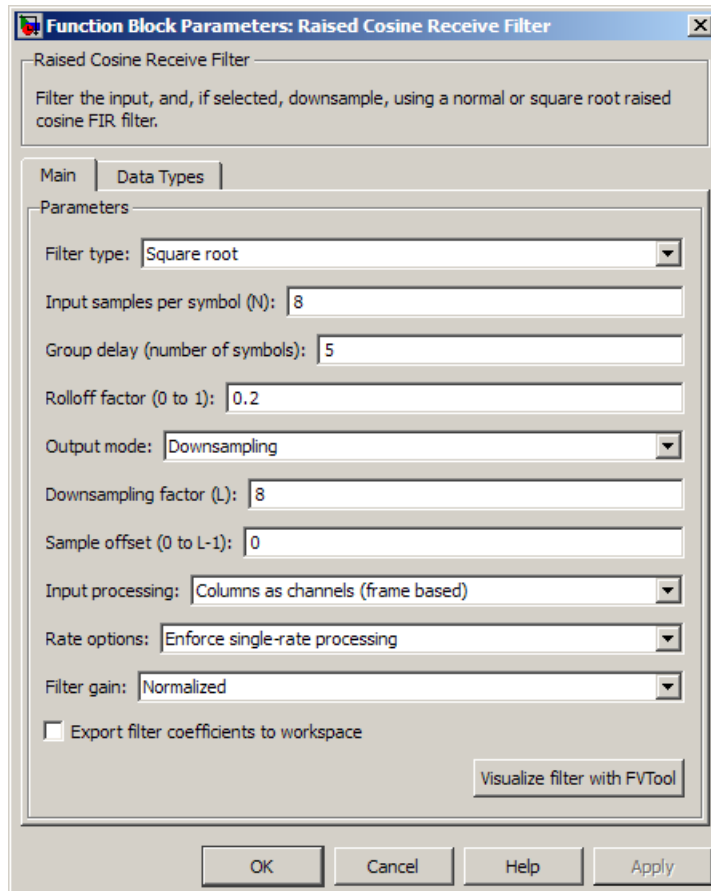 Function Block Parameters: Raised Cosine Receive Filter
Raised Cosine Receive Filter
Filter the input, and, if selected, downsample, using a normal or square root raised
cosine FIR filter.
Main Data Types
Parameters
Filter type: Square root
Input samples per symbol (N): 8
Group delay (number of symbols): 5
Rolloff factor (0 to 1): 0.2
Output mode: Downsampling
Downsampling factor (L): 8
Sample offset (0 to L-1): 0
Input processing: Columns as channels (frame based)
Rate options: Enforce single-rate processing
Filter gain: Normalized
Export filter coefficients to workspace
Visualize filter with FVTool
OK Cancel Help Apply